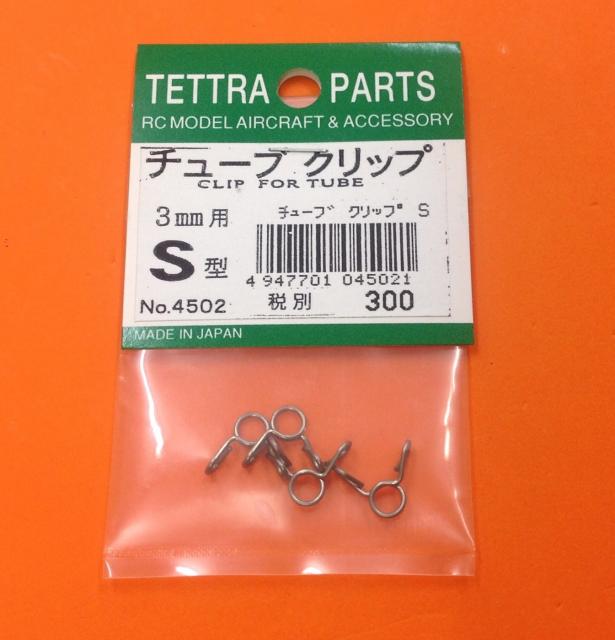 TETTRA PARTS
RC MODEL AIRCRAFT & ACCESSORY
チューブ クリップ
CLIP FOR TUBE
3mm用
チューブ クリップ S
S型
4 947701 045021
No.4502 税別 300
MADE IN JAPAN